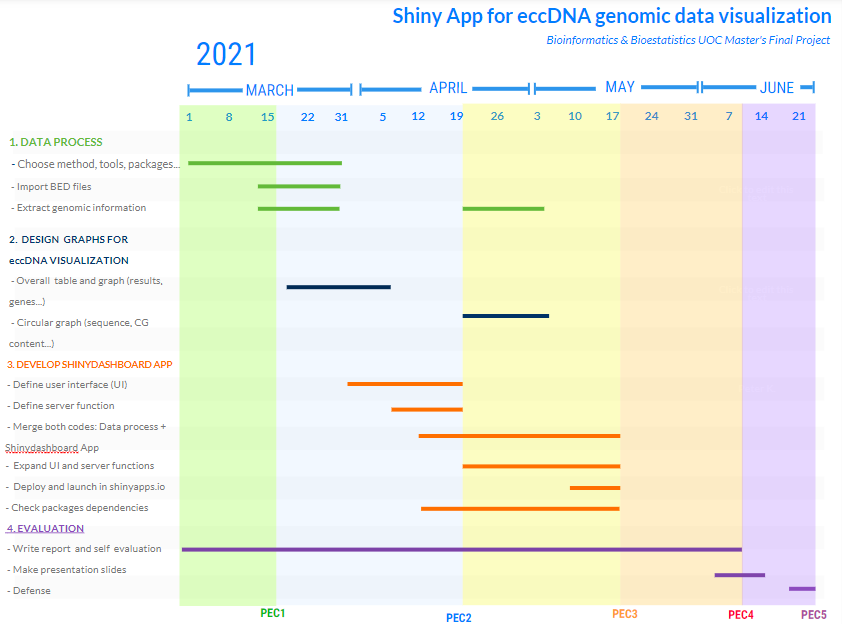 Shiny App for eccDNA genomic data visualization
Bioinformatics & Bioestatistics UOC Master's Final Project
2021
MARCH APRIL MAY JUNE
1 8 15 22 31 5 12 19 26 3 10 17 24 31 7 14 21
1. DATA PROCESS
- Choose method, tools, packages...
- Import BED files
- Extract genomic information
2. DESIGN GRAPHS FOR
eccDNA VISUALIZATION
- Overall table and graph (results,
genes...)
- Circular graph (sequence, CG
content...)
3. DEVELOP SHINYDASHBOARD APP
- Define user interface (UI)
- Define server function
- Merge both codes: Data process +
Shinydashboard App
- Expand UI and server functions
- Deploy and launch in shinyapps.io
- Check packages dependencies
4. EVALUATION
- Write report and self evaluation
- Make presentation slides
- Defense
PEC1 PEC2 PEC3 PEC4 PEC5